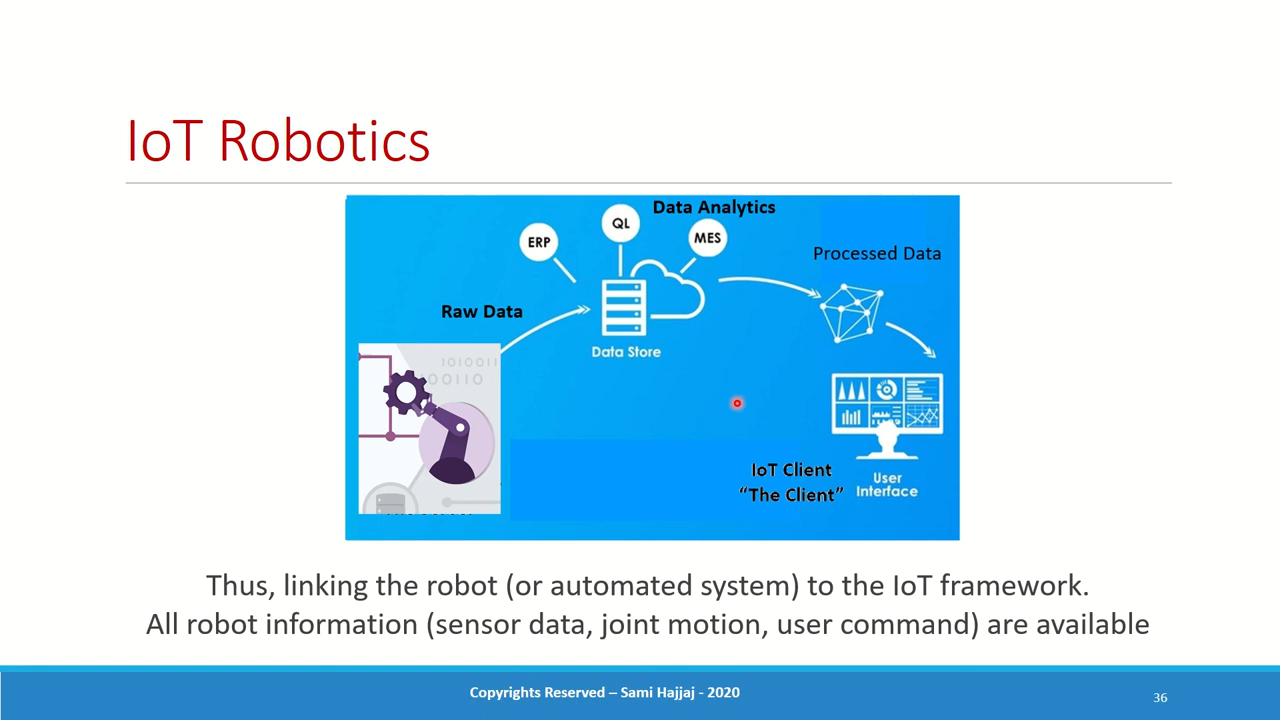 IoT Robotics
Data Analytics
QL
ERP
MES
Processed Data
Raw Data
Data Store
101001
00110
IoT Client
"The Client"
User
Interface
Thus, linking the robot (or automated system) to the IoT framework.
All robot information (sensor data, joint motion, user command) are available
Copyrights Reserved – Sami Hajjaj - 2020
36